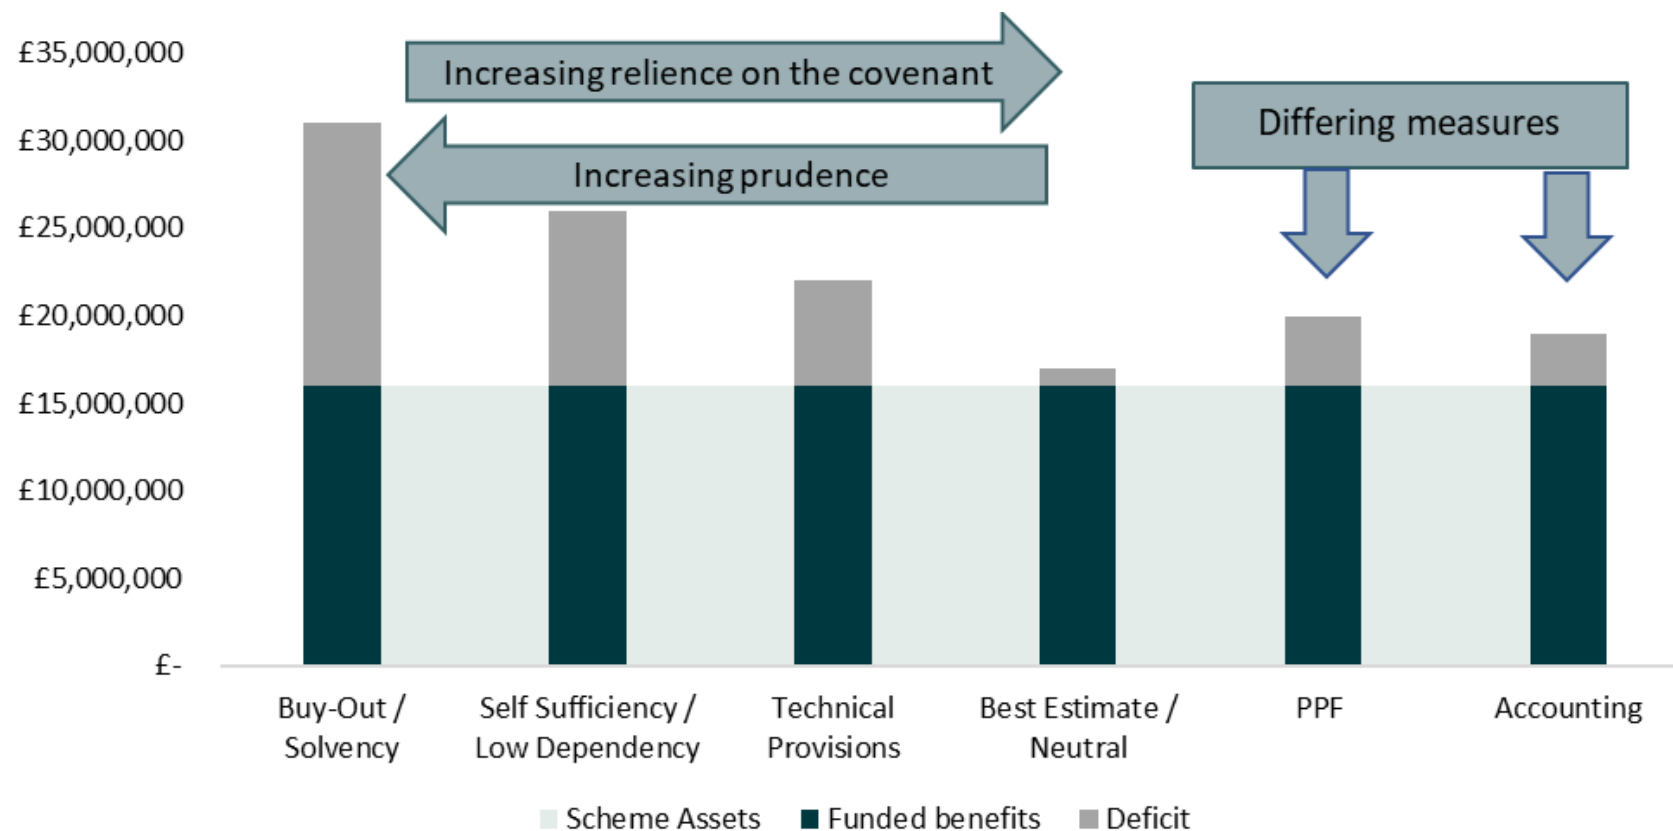 £35,000,000
£30,000,000
£25,000,000
£20,000,000
£15,000,000
£10,000,000
£5,000,000
£-
Increasing relience on the covenant
Increasing prudence
Differing measures
Buy-Out /
Solvency
Self Sufficiency /
Low Dependency
Technical
Provisions
Best Estimate /
Neutral
PPF
Accounting
Scheme Assets
Funded benefits
Deficit